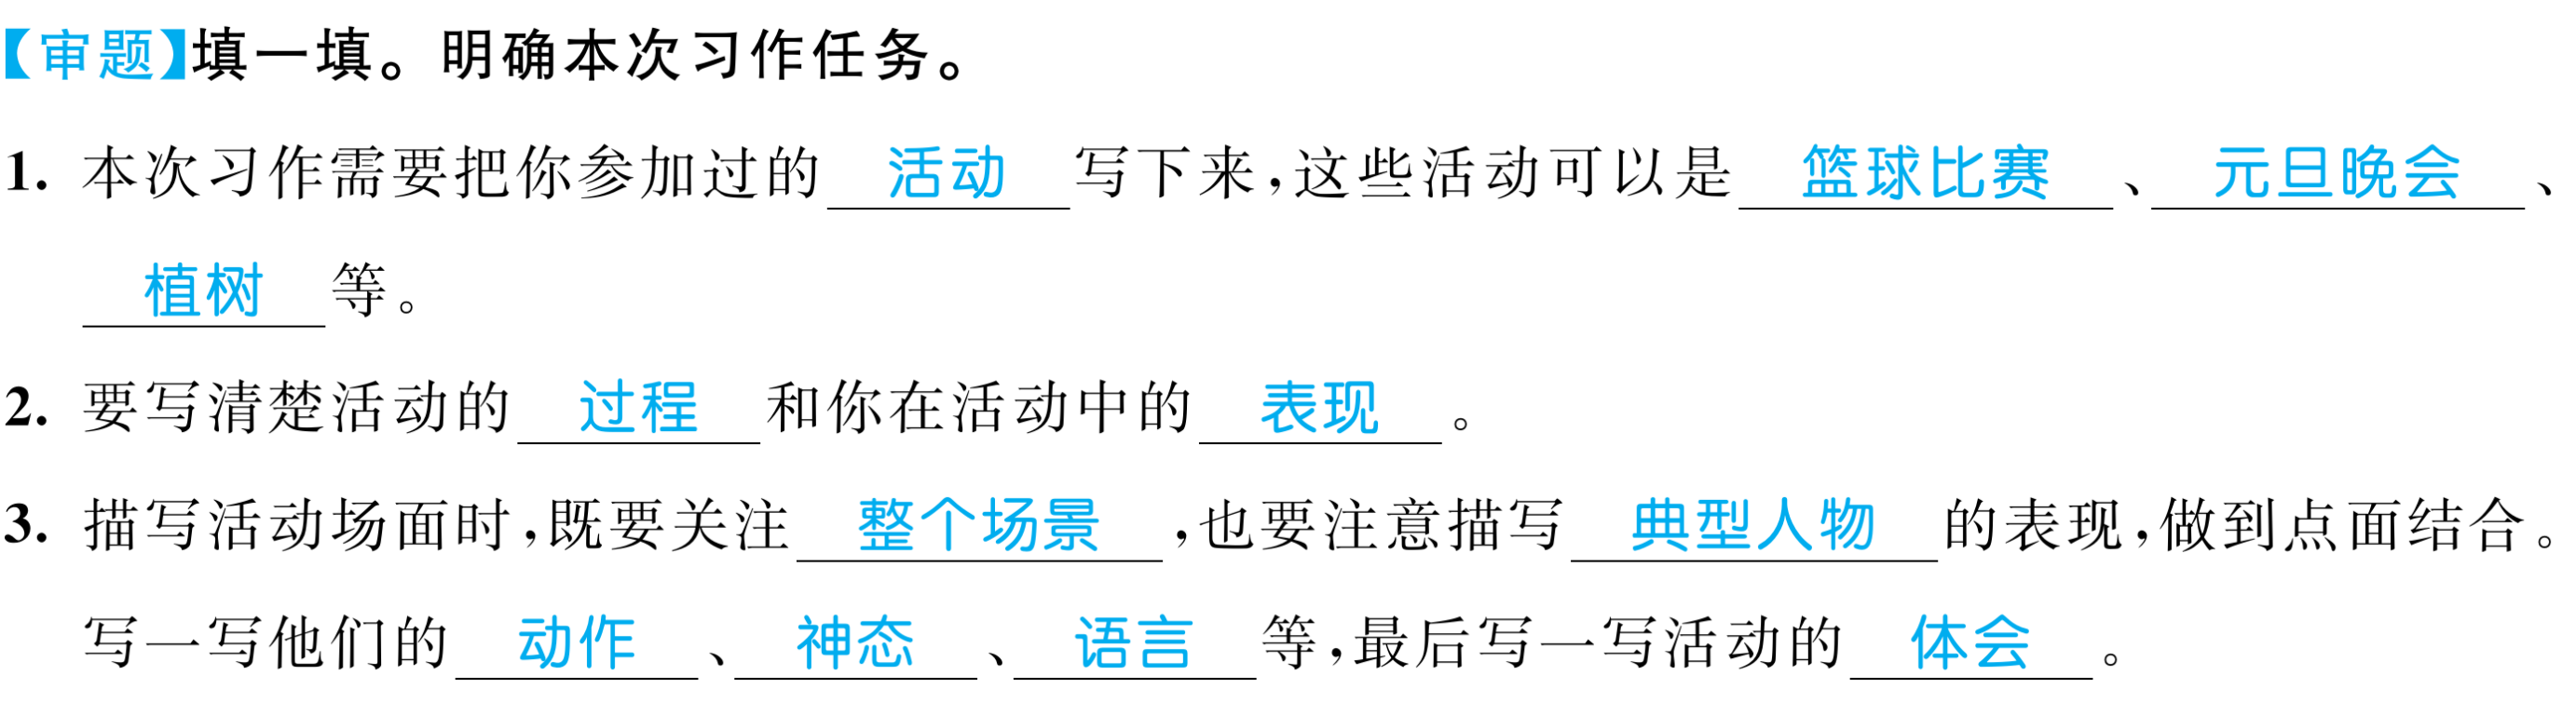 【审题】填一填。明确本次习作任务。
1. 本次习作需要把你参加过的 活动 写下来,这些活动可以是 篮球比赛 、 元旦晚会 、
植树 等。
2. 要写清楚活动的 过程 和你在活动中的 表现 。
3. 描写活动场面时,既要关注 整个场景 ,也要注意描写 典型人物 的表现,做到点面结合。
写一写他们的 动作 、 神态 、 语言 等,最后写一写活动的 体会 。